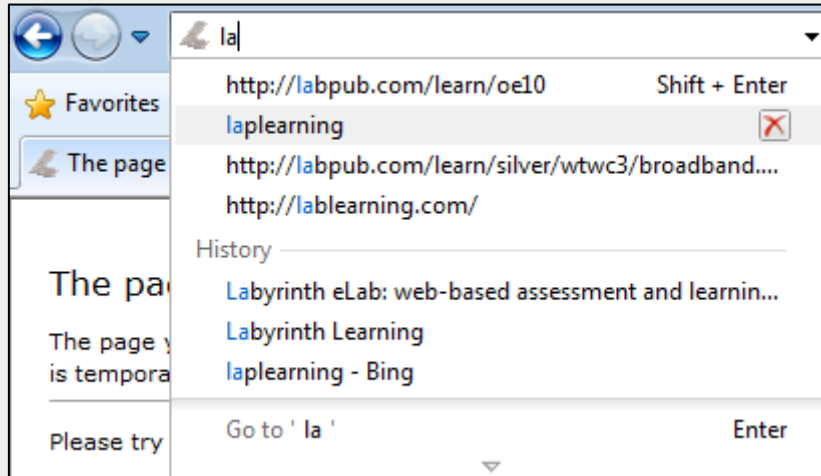 la
http://labpub.com/learn/oe10 Shift + Enter
Favorites
laplearning
The page
http://labpub.com/learn/silver/wtwc3/broadband....
http://lablearning.com/
History
The pa
Labyrinth eLab: web-based assessment and learnin...
Labyrinth Learning
The page y
is tempora
laplearning - Bing
Go to ' la ' Enter
Please try